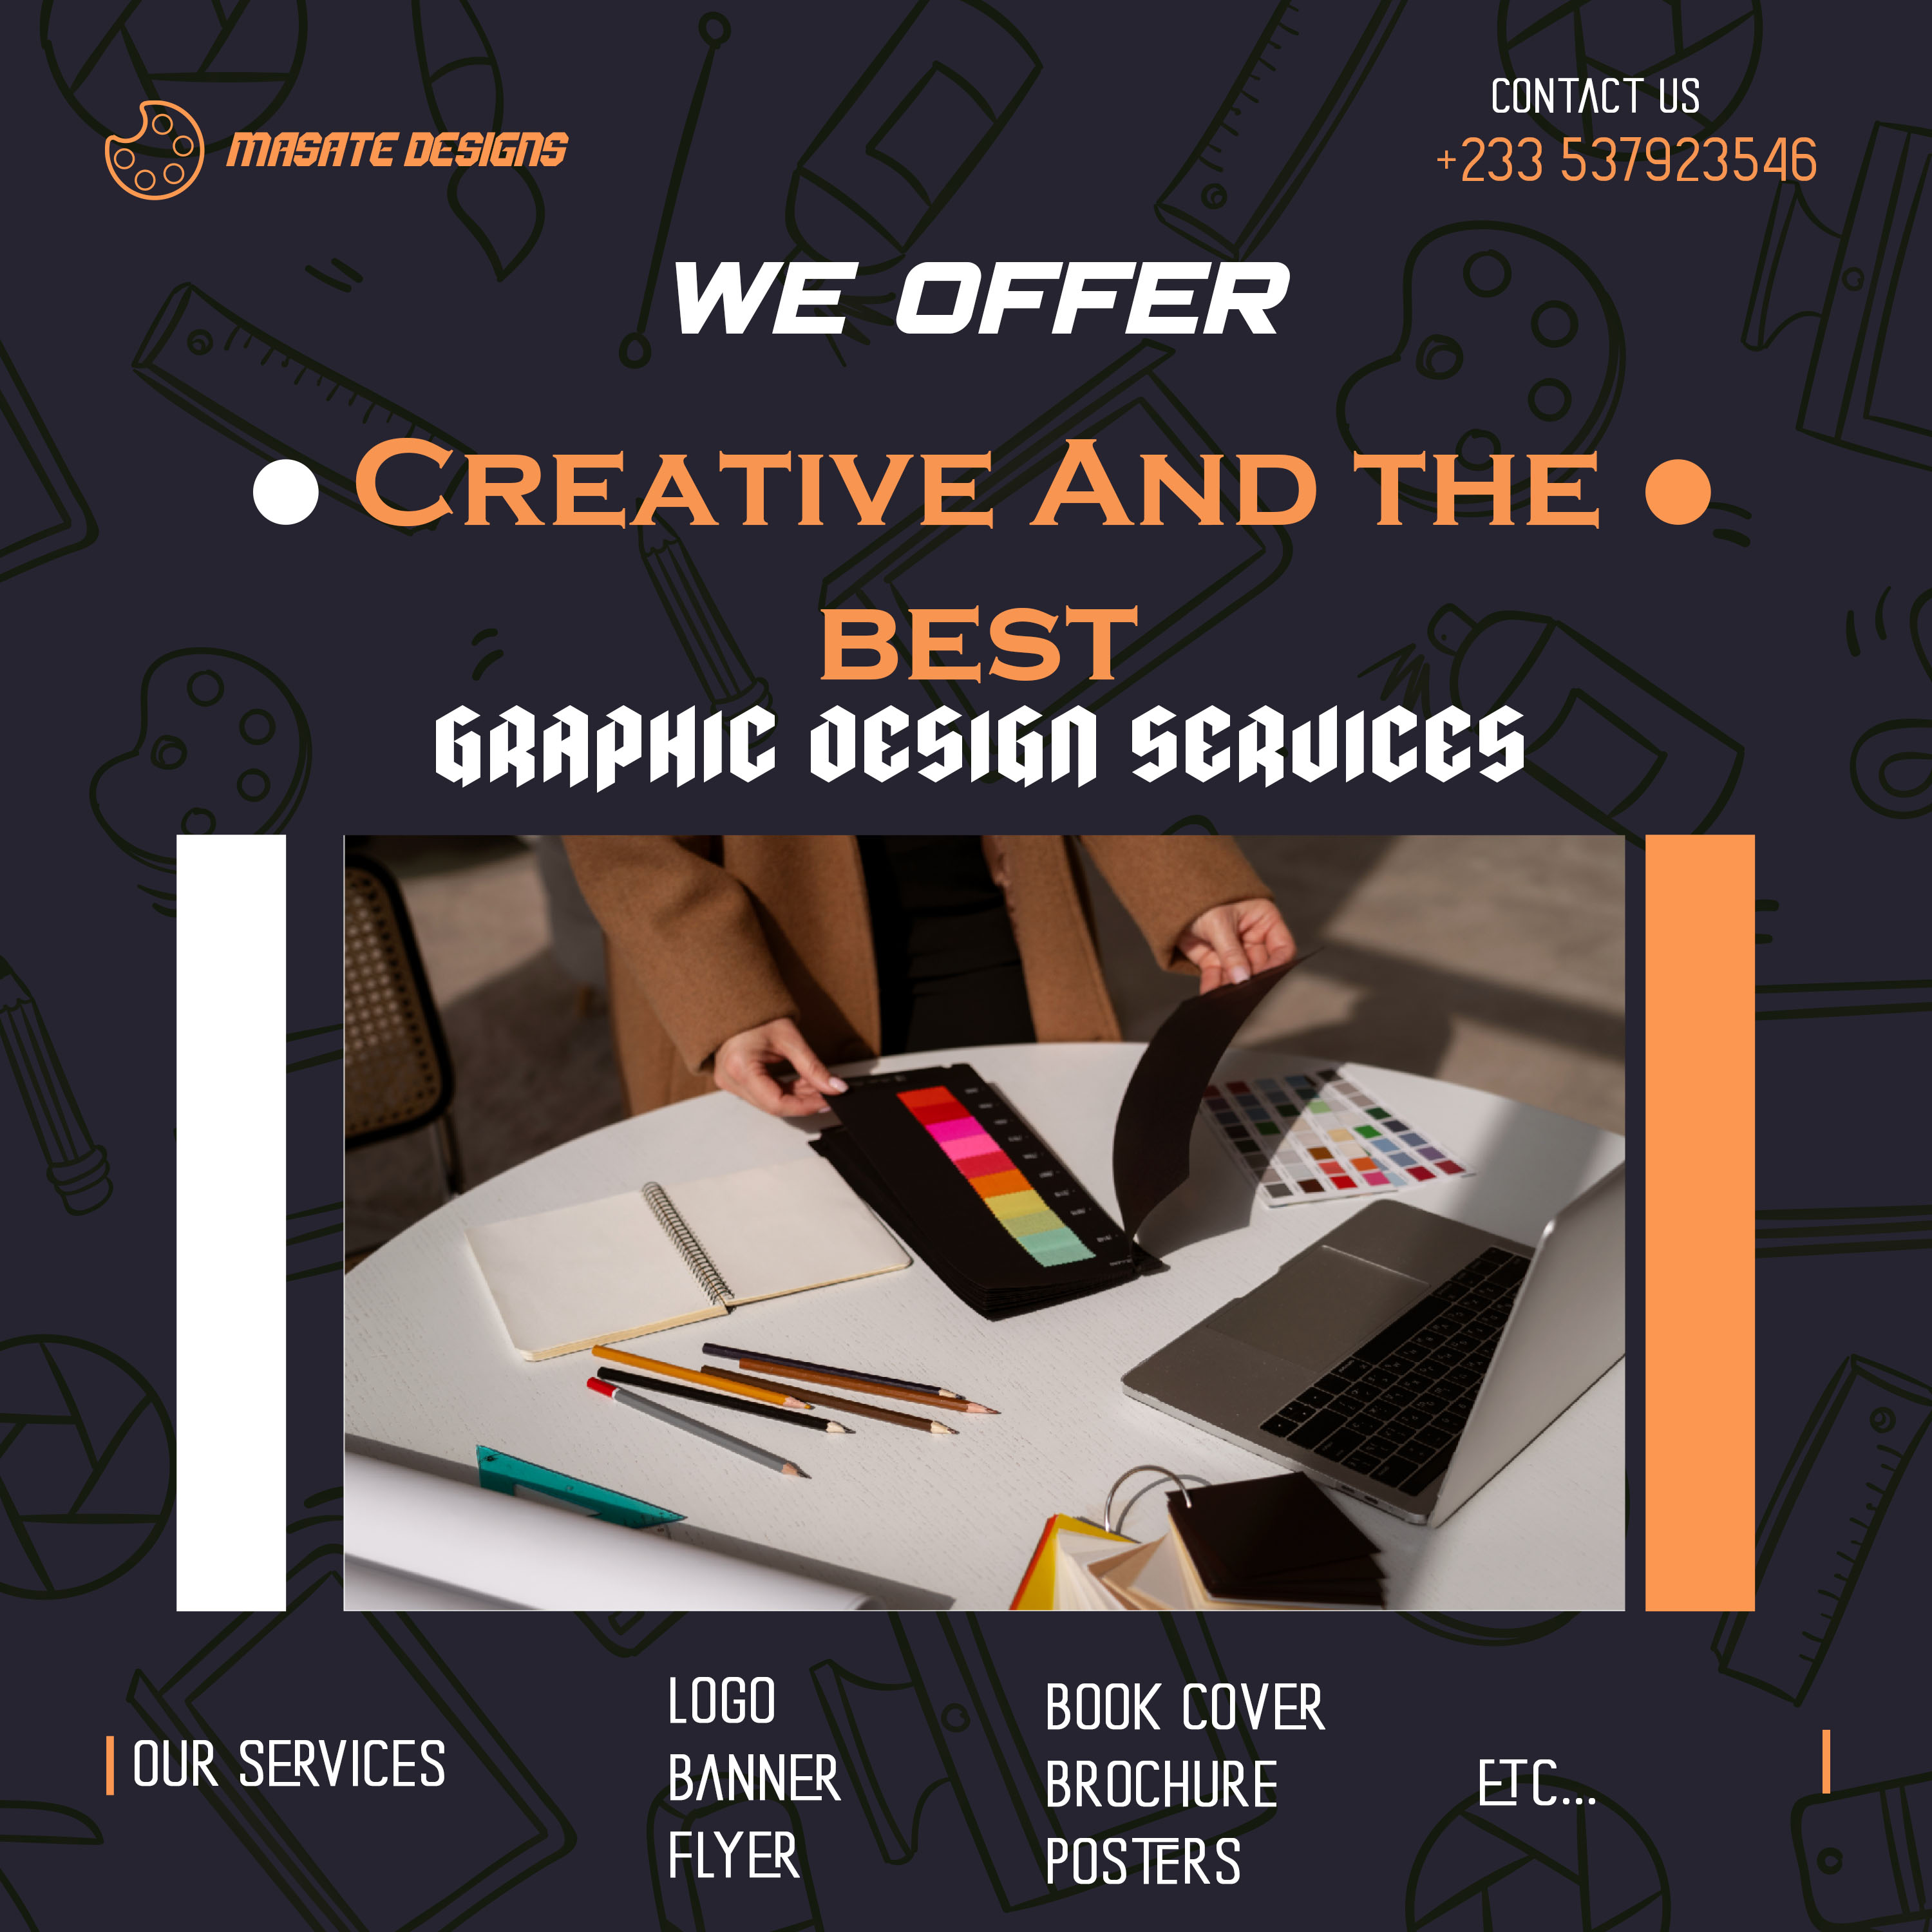 MASATE DESIGNS
CONTACT US
+233 537923546
WE OFFER
CREATIVE AND THE
BEST
GRAPHIC DESIGN SERVICES
OUR SERVICES
LOGO
BANNER
FLYER
BOOK COVER
BROCHURE
POSTERS
ETC...